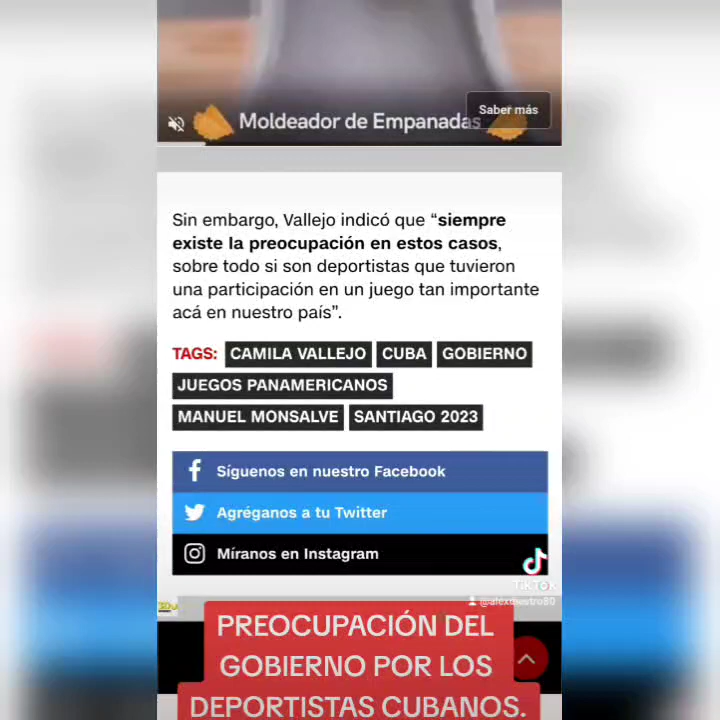 Saber más
Moldeador de Empanadas
Sin embargo, Vallejo indicó que “siempre
existe la preocupación en estos casos,
sobre todo si son deportistas que tuvieron
una participación en un juego tan importante
acá en nuestro país”.
TAGS: CAMILA VALLEJO CUBA GOBIERNO
JUEGOS PANAMERICANOS
MANUEL MONSALVE SANTIAGO 2023
Síguenos en nuestro Facebook
Agréganos a tu Twitter
Míranos en Instagram
TikTok
PREOCUPACIÓN DEL
GOBIERNO POR LOS
DEPORTISTAS CUBANOS.